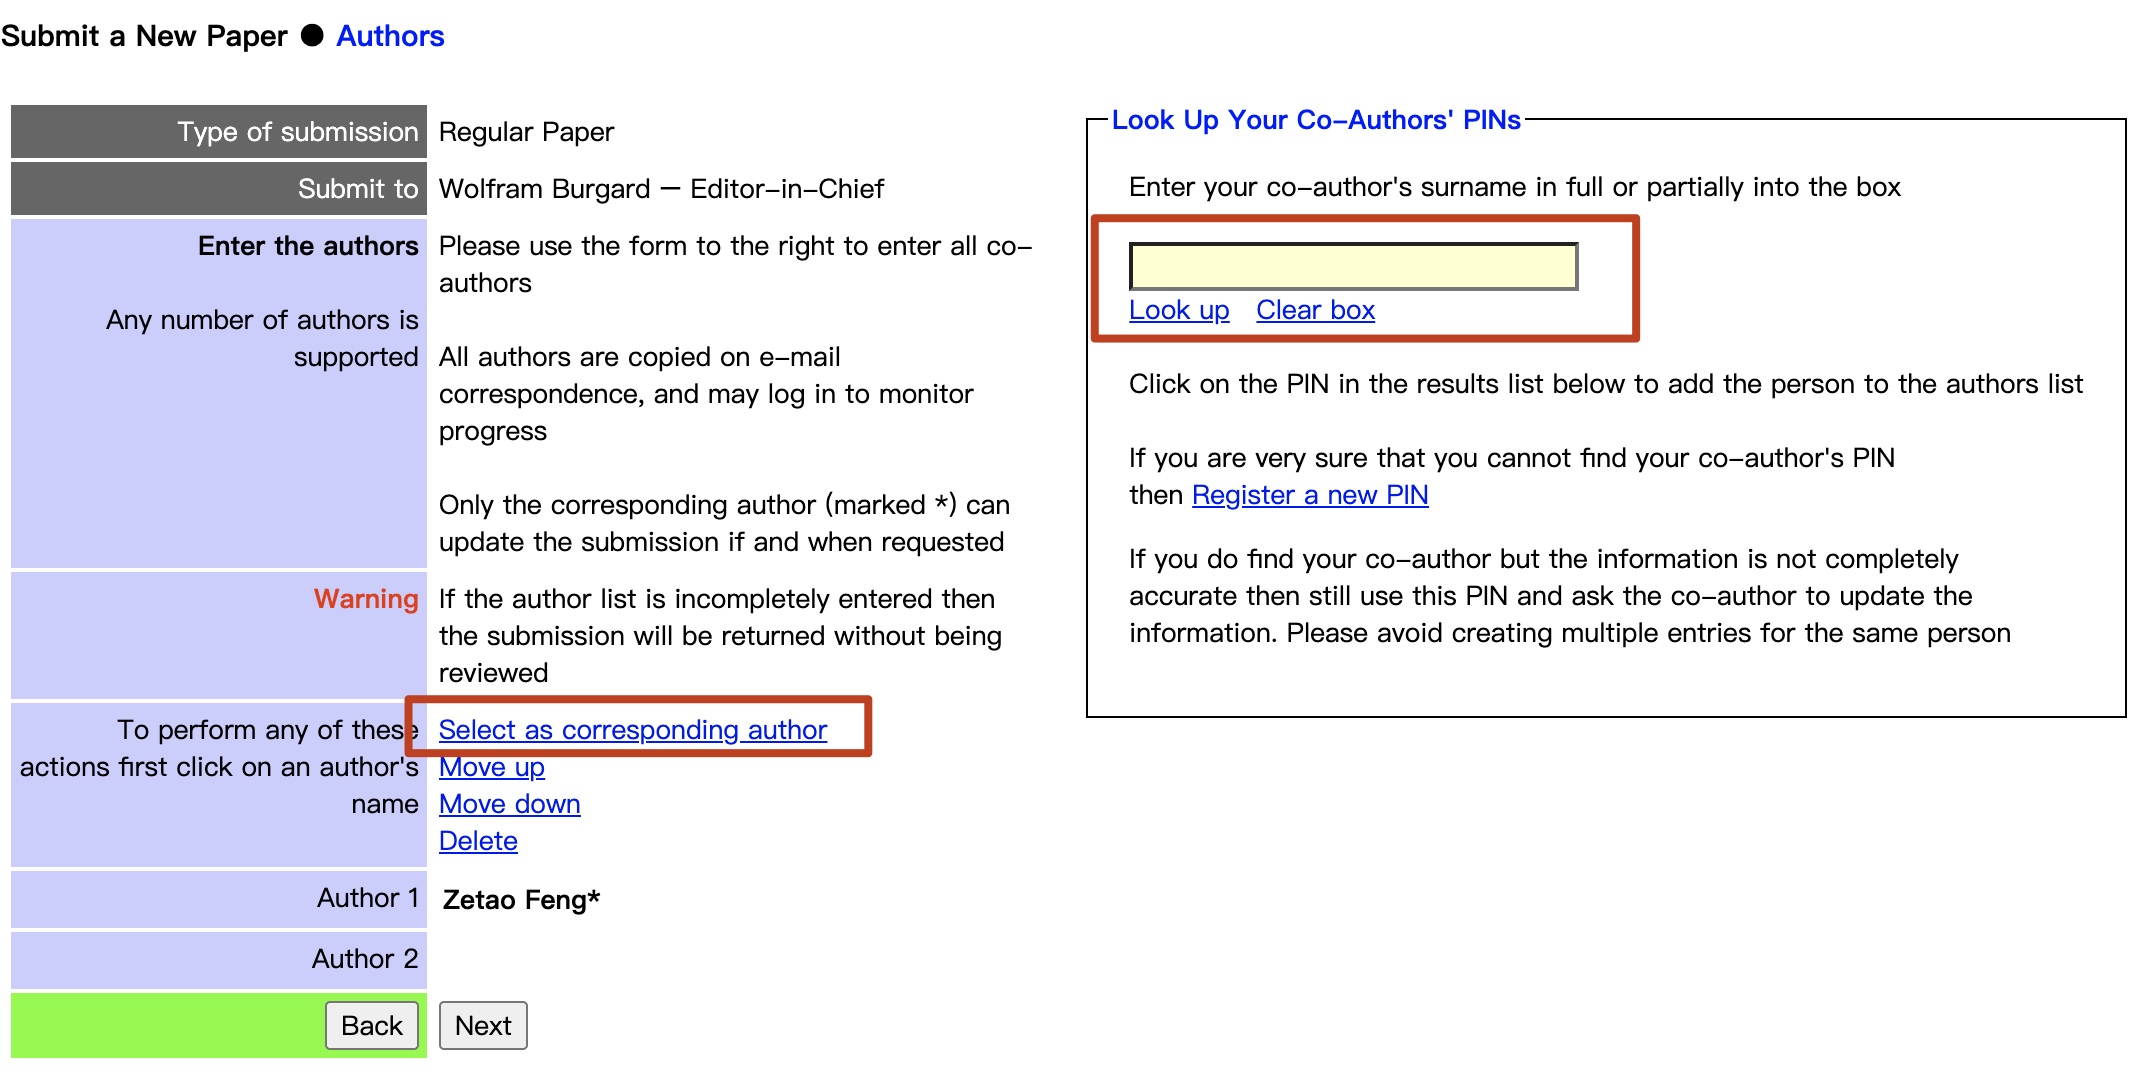 Submit a New Paper ● Authors
Type of submission
Regular Paper
Submit to
Wolfram Burgard — Editor-in-Chief
Enter the authors
Any number of authors is
supported
Please use the form to the right to enter all co-
authors
All authors are copied on e-mail
correspondence, and may log in to monitor
progress
Only the corresponding author (marked *) can
update the submission if and when requested
Warning
If the author list is incompletely entered then
the submission will be returned without being
reviewed
To perform any of these
actions first click on an author's
name
Select as corresponding author
Move up
Move down
Delete
Author 1
Zetao Feng*
Author 2
Back
Next
Look Up Your Co-Authors' PINs
Enter your co-author's surname in full or partially into the box
Look up Clear box
Click on the PIN in the results list below to add the person to the authors list
If you are very sure that you cannot find your co-author's PIN
then Register a new PIN
If you do find your co-author but the information is not completely
accurate then still use this PIN and ask the co-author to update the
information. Please avoid creating multiple entries for the same person